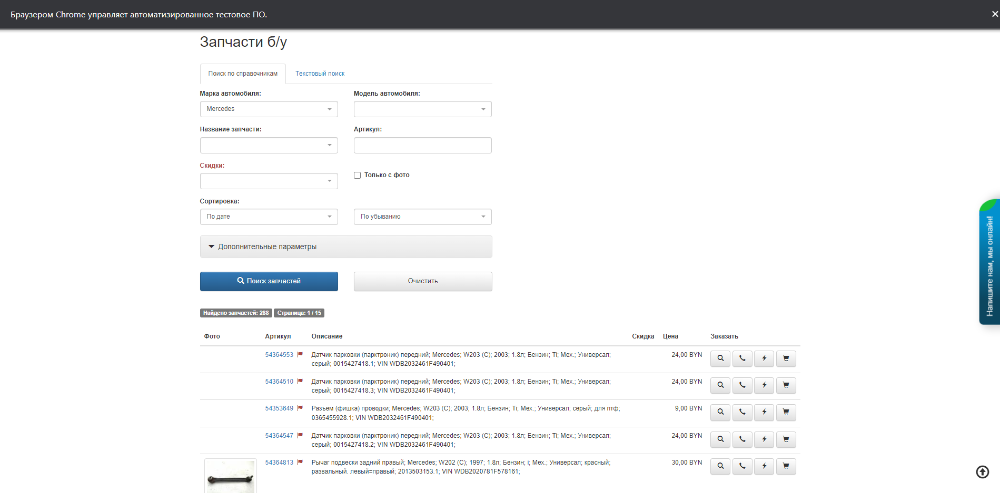 Браузером Chrome управляет автоматизированное тестовое ПО.
Запчасти б/у
Поиск по справочникам Текстовый поиск
Марка автомобиля: Модель автомобиля:
Mercedes
Название запчасти: Артикул:
Скидки:
Только с фото
Сортировка:
По дате По убыванию
Дополнительные параметры
Поиск запчастей Очистить
Найдено запчастей: 288 Страница: 1 / 15
Фото Артикул Описание Скидка Цена Заказать
54364553 Датчик парковки (парктроник) передний; Mercedes; W203 (C); 2003; 1.8л; Бензин; Ti; Мех.; Универсал; 24,00 BYN
серый; 0015427418.1; VIN WDB2032461F490401;
54364510 Датчик парковки (парктроник) передний; Mercedes; W203 (C); 2003; 1.8л; Бензин; Ti; Мех.; Универсал; 24,00 BYN
серый; 0015427418.3; VIN WDB2032461F490401;
54353649 Разъем (фишка) проводки; Mercedes; W203 (C); 2003; 1.8л; Бензин; Ti; Мех.; Универсал; серый; для птф; 9,00 BYN
0365455928.1; VIN WDB2032461F490401;
54364547 Датчик парковки (парктроник) передний; Mercedes; W203 (C); 2003; 1.8л; Бензин; Ti; Мех.; Универсал; 24,00 BYN
серый; 0015427418.2; VIN WDB2032461F490401;
54364813 Рычаг подвески задний правый; Mercedes; W202 (C); 1997; 1.8л; Бензин; i; Мех.; Универсал; красный; 30,00 BYN
развальный. левый=правый; 2013503153.1; VIN WDB2020781F578161;
Напишите нам, мы онлайн!